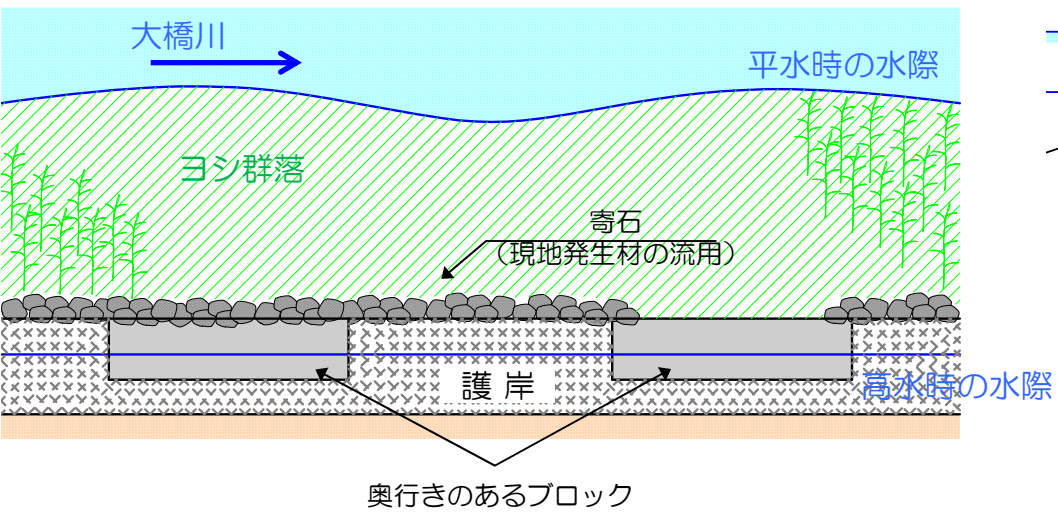 大橋川
平水時の水際
ヨシ群落
寄石
（現地発生材の流用）
護 岸
高水時の水際
奥行きのあるブロック